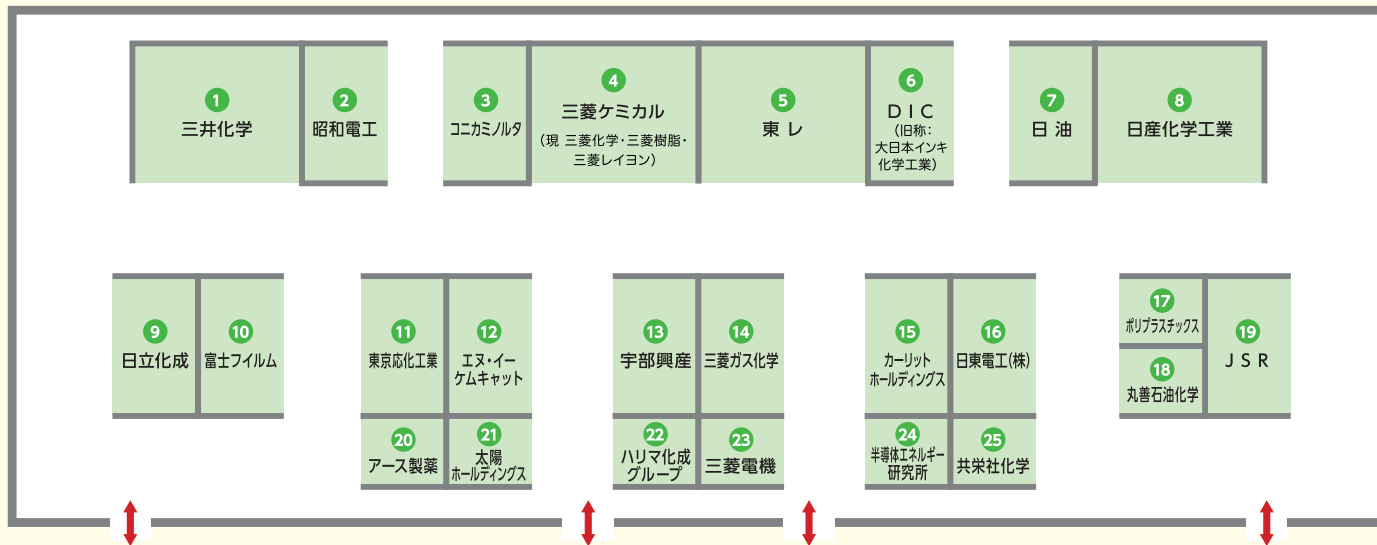 1
三井化学
2
昭和電工
3
コニカミノルタ
4
三菱ケミカル
（現 三菱化学・三菱樹脂・
三菱レイヨン）
5
東 レ
6
ＤＩＣ
（旧称：
大日本インキ
化学工業）
7
日 油
8
日産化学工業
9
日立化成
10
富士フイルム
11
東京応化工業
12
エヌ・イー
ケムキャット
13
宇部興産
14
三菱ガス化学
15
カーリット
ホールディングス
16
日東電工(株)
17
ポリプラスチックス
18
丸善石油化学
19
ＪＳＲ
20
アース製薬
21
太陽
ホールディングス
22
ハリマ化成
グループ
23
三菱電機
24
半導体エネルギー
研究所
25
共栄社化学